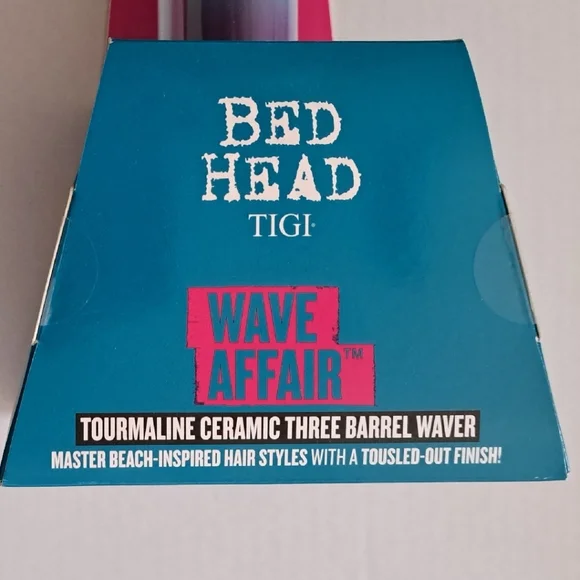 BED
HEAD
TIGI
WAVE
AFFAIR™
TOURMALINE CERAMIC THREE BARREL WAVER
MASTER BEACH-INSPIRED HAIR STYLES WITH A TOUSLED-OUT FINISH!